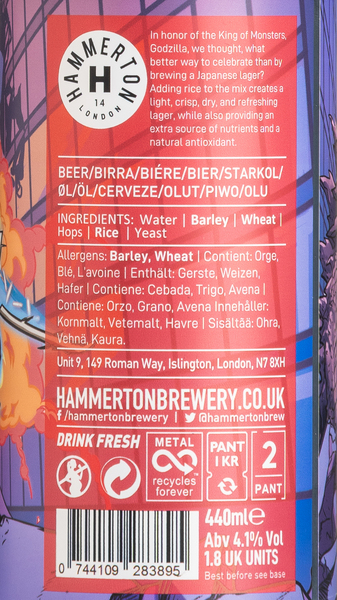 HAMMERTON
H
14
LONDON
In honor of the King of Monsters,
Godzilla, we thought, what
better way to celebrate than by
brewing a Japanese lager?
Adding rice to the mix creates a
light, crisp, dry, and refreshing
lager, while also providing an
extra source of nutrients and a
natural antioxidant.
BEER/BIRRA/BIÉRE/BIER/STARKOL/
ØL/ÖL/CERVEZE/OLUT/PIWO/OLU
INGREDIENTS: Water | Barley, | Wheat |
Hops | Rice | Yeast
Allergens: Barley, Wheat | Contient: Orge,
Blé, L'avoine | Enthält: Gerste, Weizen,
Hafer | Contiene: Cebada, Trigo, Avena |
Contiene: Orzo, Grano, Avena Innehåller:
Kornmalt, Vetemalt, Havre | Sisältää: Ohra,
Vehnä, Kaura.
Unit 9, 149 Roman Way, Islington, London, N7 8XH
HAMMERTONBREWERY.CO.UK
f /hammertonbrewery | @hammertonbrew
DRINK FRESH
METAL
recycles
forever™
PANT
1 KR
2
PANT
440ml℮
Abv 4.1% Vol
1.8 UK UNITS
Best before see base
0 744109 283895